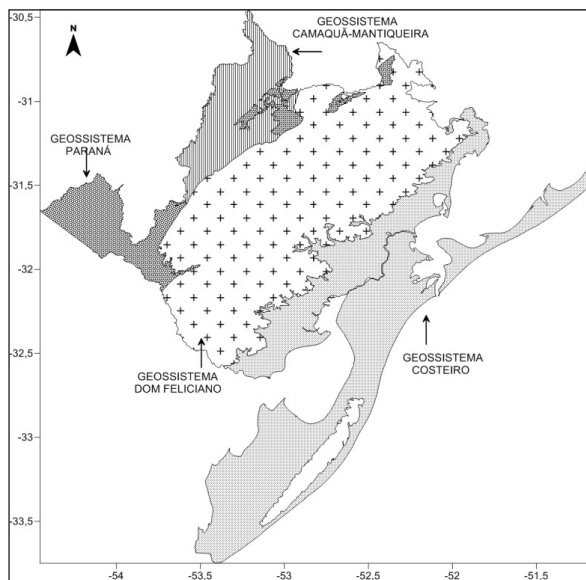 GEOSSISTEMA
CAMAQUÃ-MANTIQUEIRA
N
GEOSSISTEMA
PARANÁ
GEOSSISTEMA
DOM FELICIANO
GEOSSISTEMA
COSTEIRO
-30,5
-31
-31,5
-32
-32,5
-33
-33,5
-54
-53,5
-53
-52,5
-52
-51,5